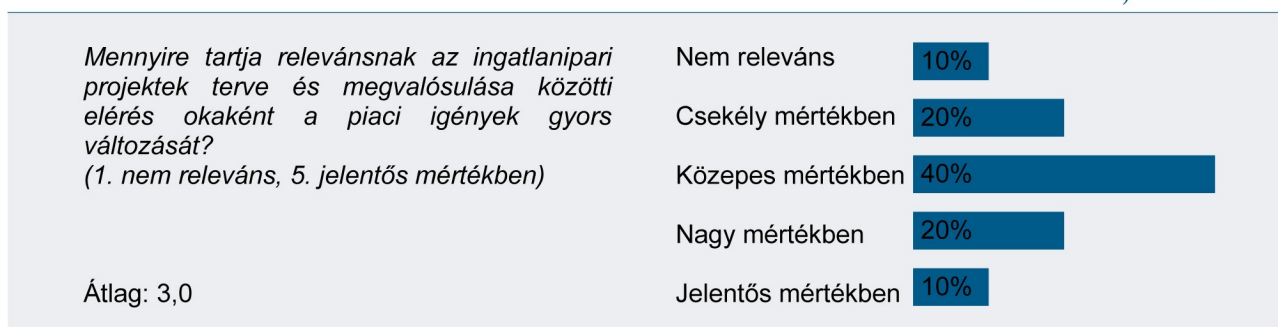 Mennyire tartja relevánsnak az ingatlanipari
projektek terve és megvalósulása közötti
elérés okaként a piaci igények gyors
változását?
(1. nem releváns, 5. jelentős mértékben)
Átlag: 3,0
Nem releváns 10%
Csekély mértékben 20%
Közepes mértékben 40%
Nagy mértékben 20%
Jelentős mértékben 10%